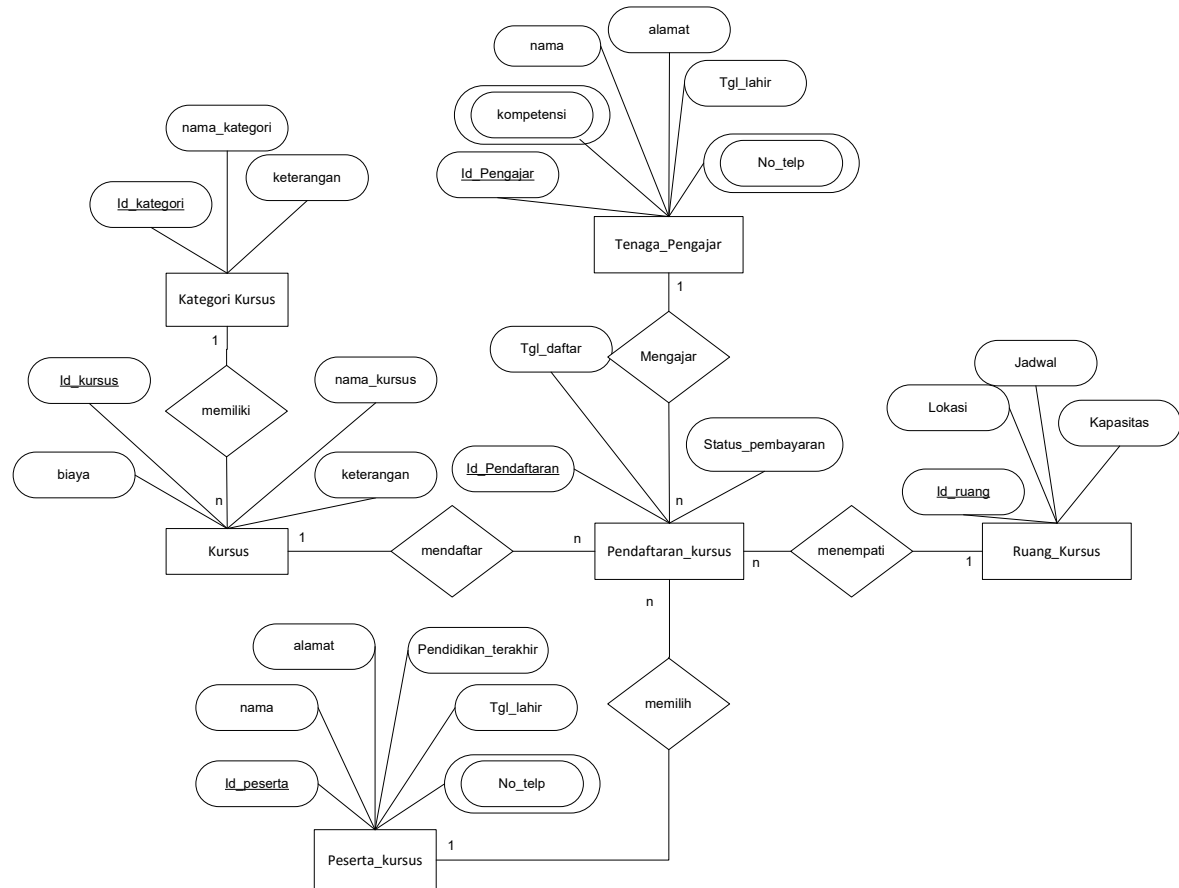 alamat
nama
Tgl_lahir
kompetensi
nama_kategori
No_telp
keterangan
Id_Pengajar
Id_kategori
Tenaga_Pengajar
Kategori Kursus
1
1
Tgl_daftar
Mengajar
Jadwal
Id_kursus
nama_kursus
Lokasi
memiliki
Kapasitas
Status_pembayaran
biaya
keterangan
Id_Pendaftaran
Id_ruang
n
n
Kursus
1
mendaftar
n
Pendaftaran_kursus
n
menempati
1
Ruang_Kursus
n
alamat
Pendidikan_terakhir
memilih
nama
Tgl_lahir
Id_peserta
No_telp
Peserta_kursus
1